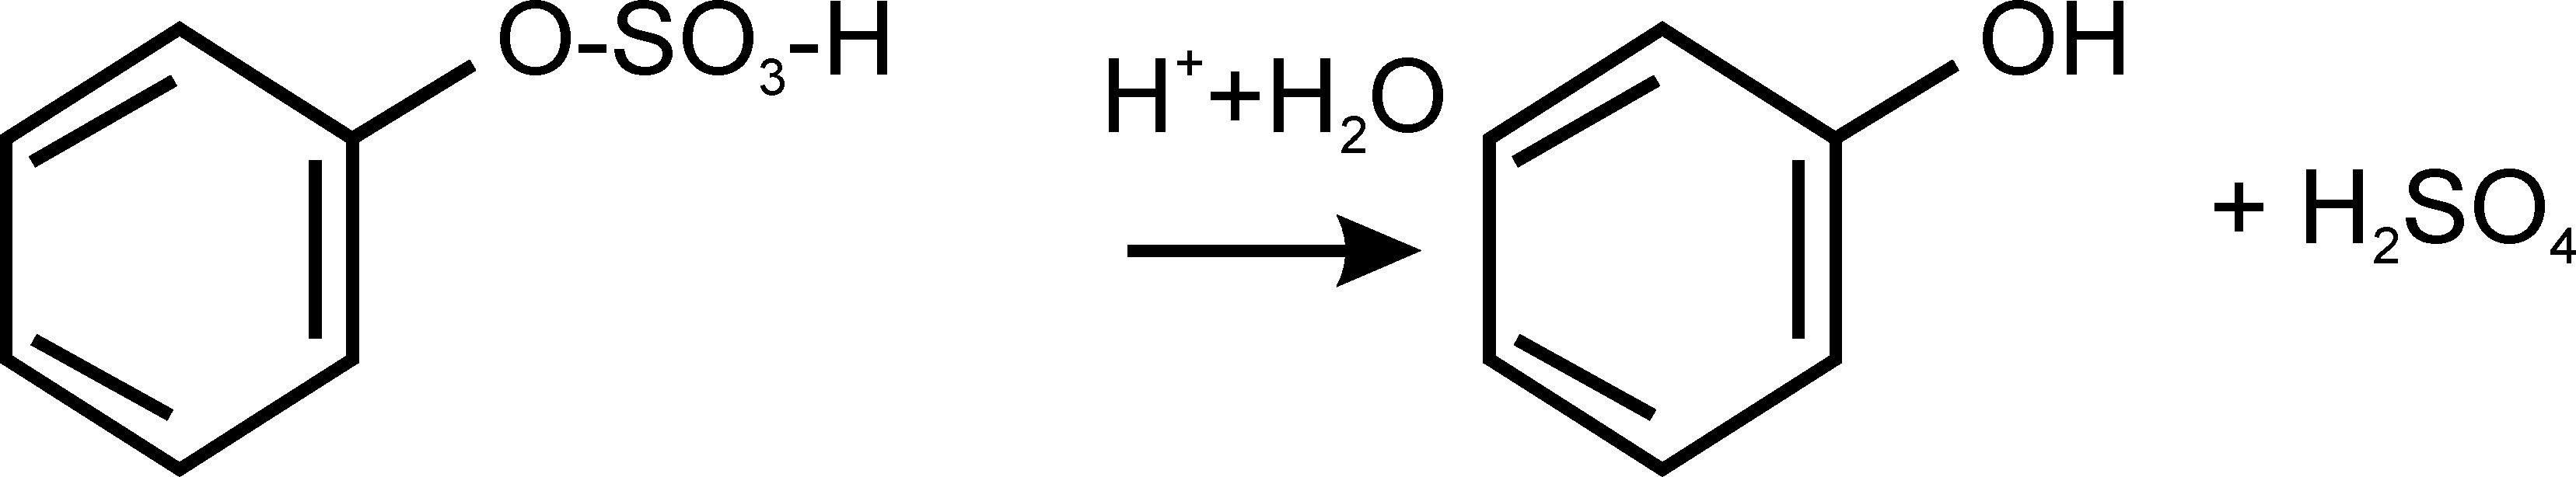 O-SO₃-H
H⁺+H₂O
OH
+ H₂SO₄